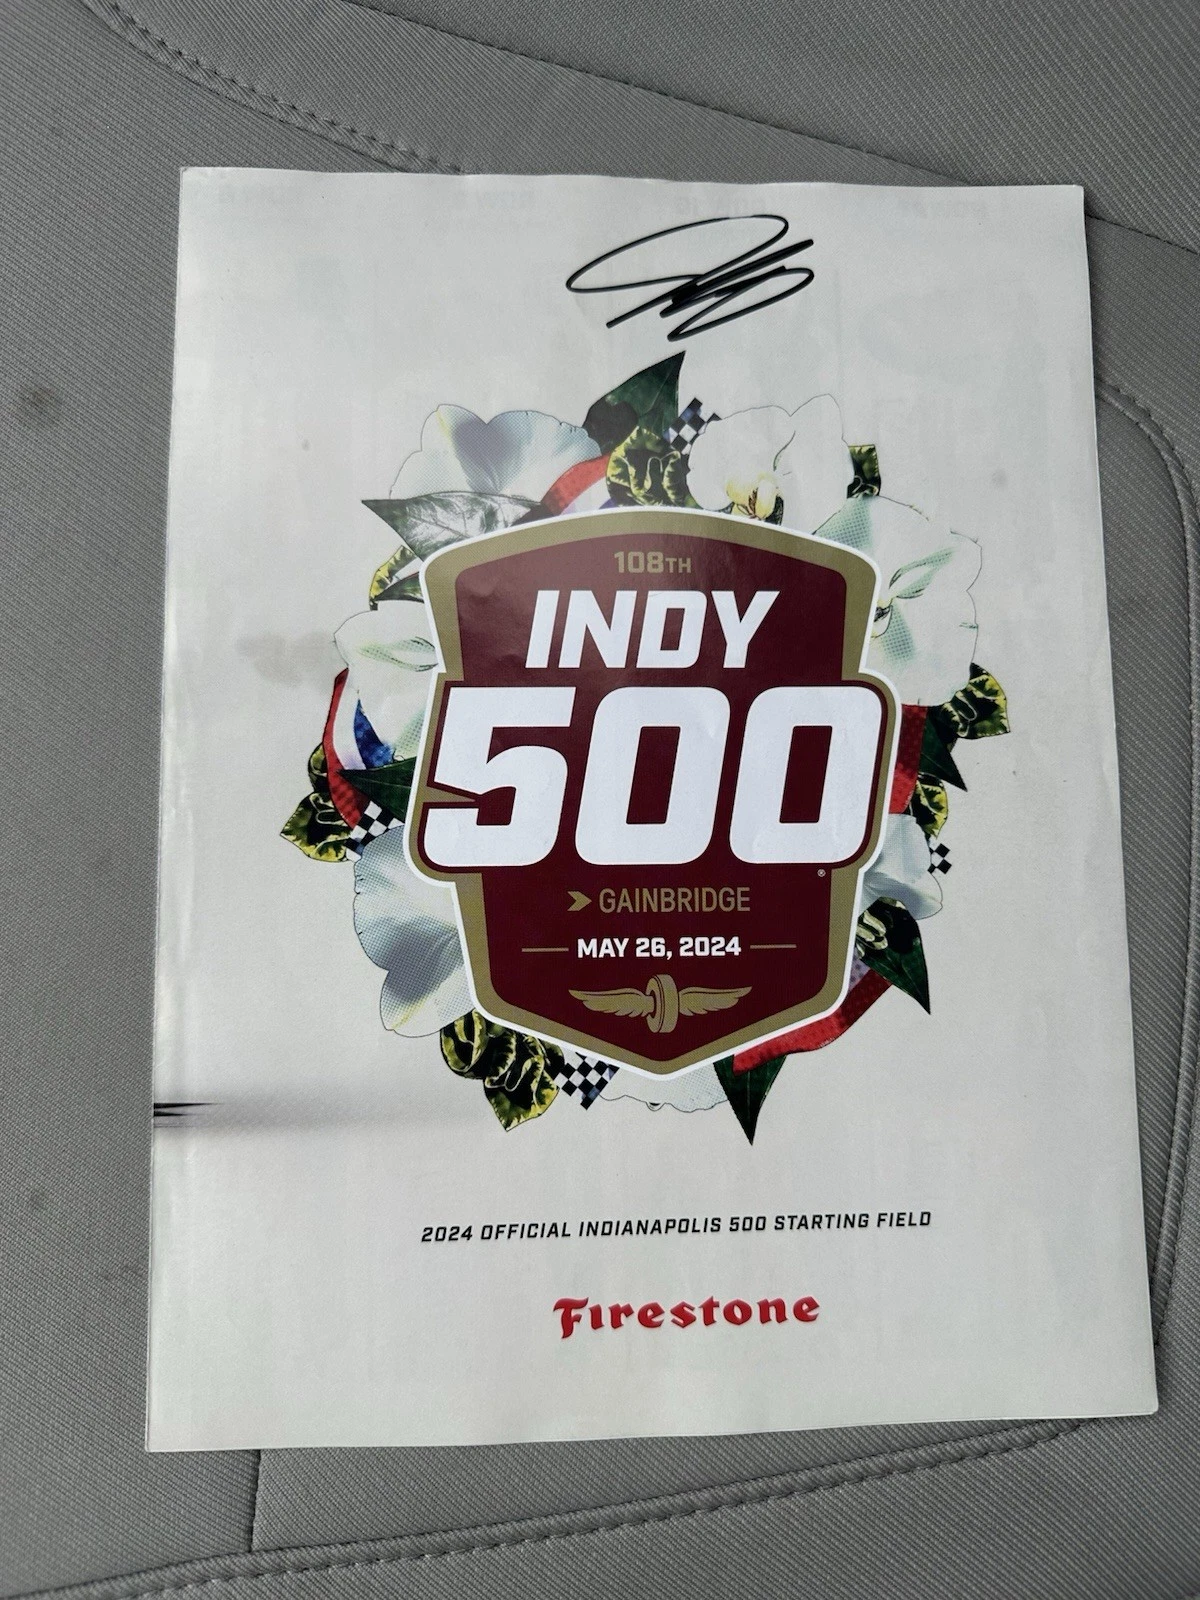 108TH
INDY
500
®
GAINBRIDGE
MAY 26, 2024
2024 OFFICIAL INDIANAPOLIS 500 STARTING FIELD
Firestone